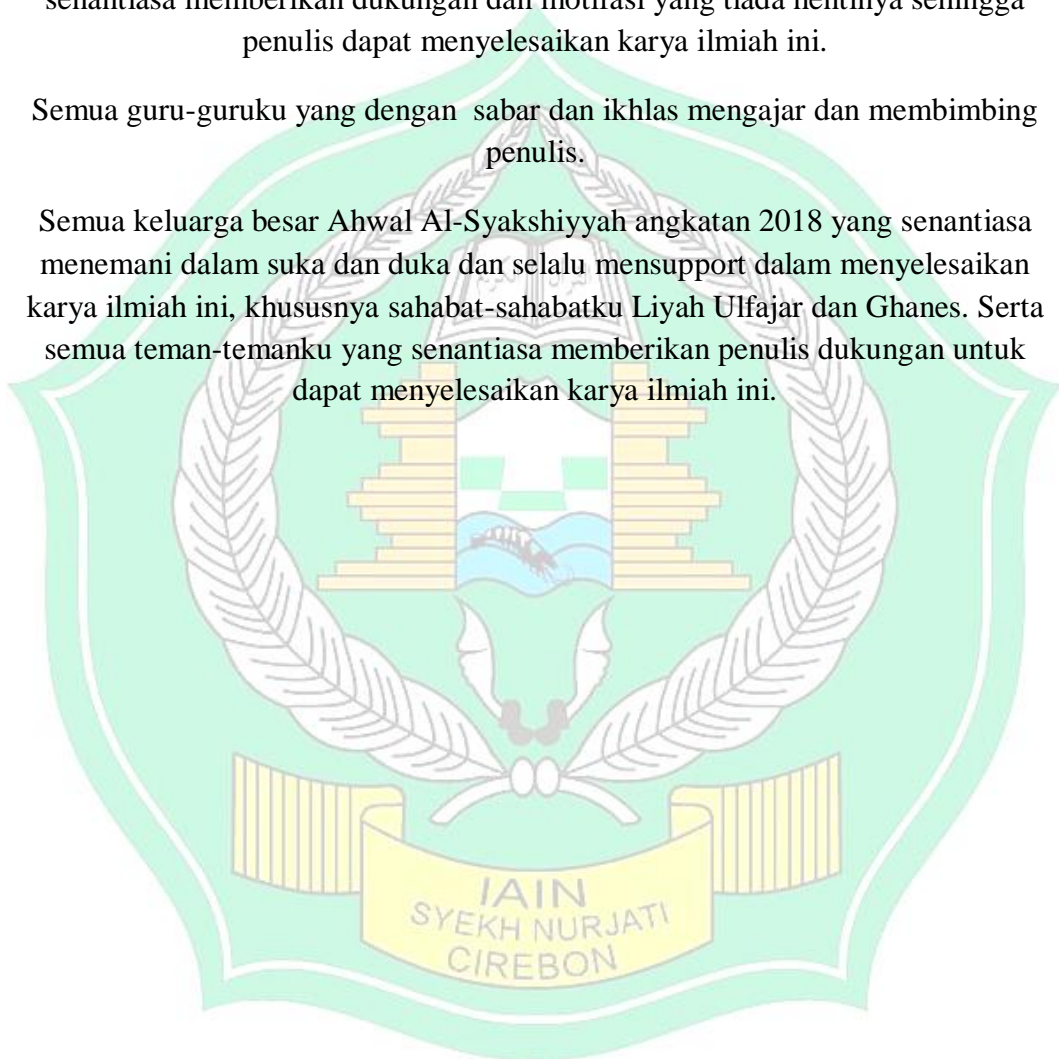 senantiasa memberikan dukungan dan motifasi yang tiada hentinya sehingga
penulis dapat menyelesaikan karya ilmiah ini.
Semua guru-guruku yang dengan sabar dan ikhlas mengajar dan membimbing
penulis.
Semua keluarga besar Ahwal Al-Syakshiyyah angkatan 2018 yang senantiasa
menemani dalam suka dan duka dan selalu mensupport dalam menyelesaikan
karya ilmiah ini, khususnya sahabat-sahabatku Liyah Ulfajar dan Ghanes. Serta
semua teman-temanku yang senantiasa memberikan penulis dukungan untuk
dapat menyelesaikan karya ilmiah ini.
IAIN
SYEKH NURJATI
CIREBON